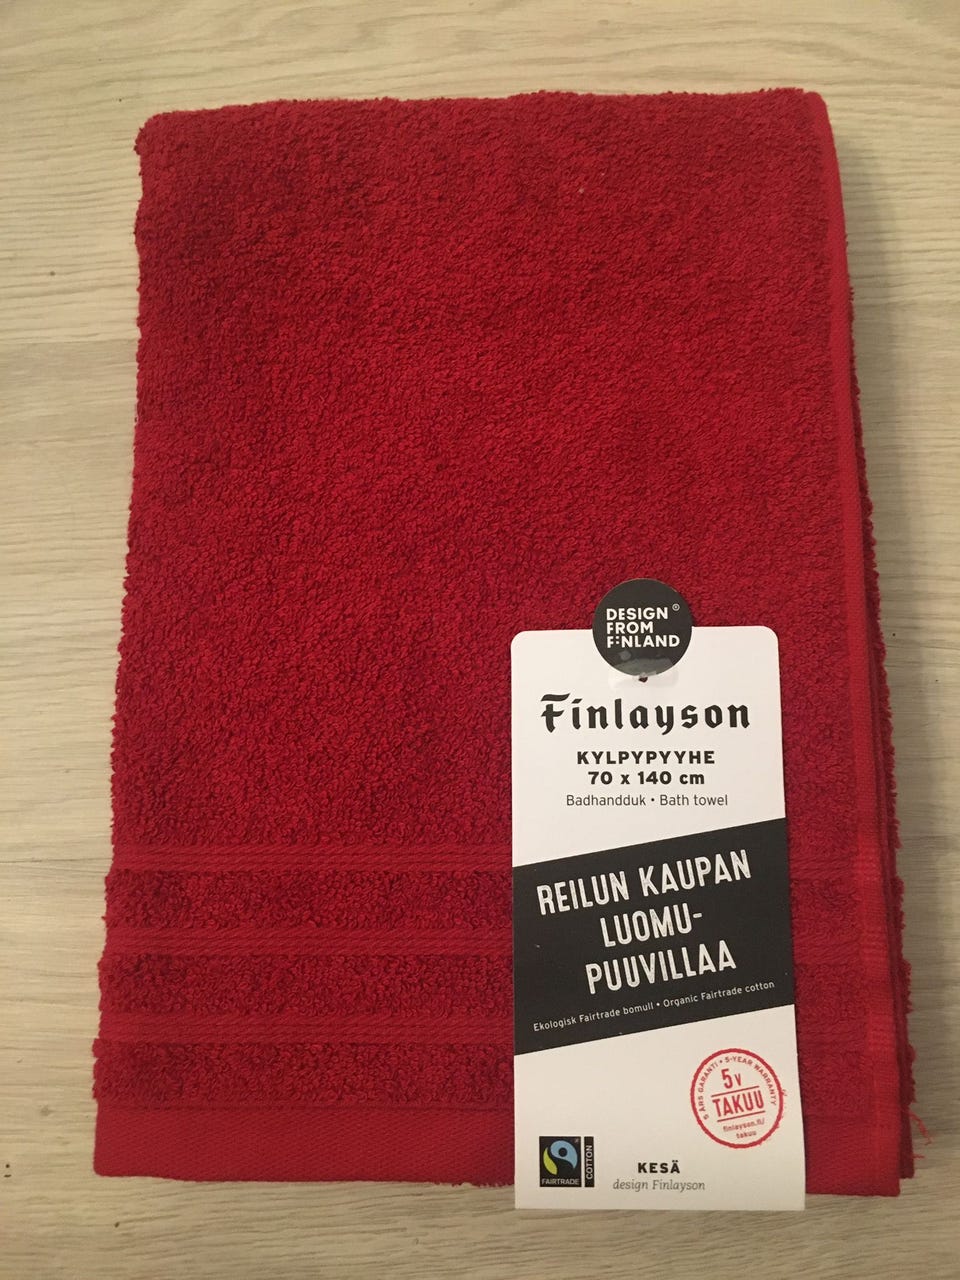 DESIGN®
FROM
FINLAND
Finlayson
KYLPYPYYHE
70 x 140 cm
Badhandduk • Bath towel
REILUN KAUPAN
LUOMU-
PUUVILLAA
Ekologisk Fairtrade bomull • Organic Fairtrade cotton
5 ÅRS GARANTI • 5-YEAR WARRANTY
5v
TAKUU
finlayson.fi/
takuu
FAIRTRADE
COTTON
KESÄ
design Finlayson